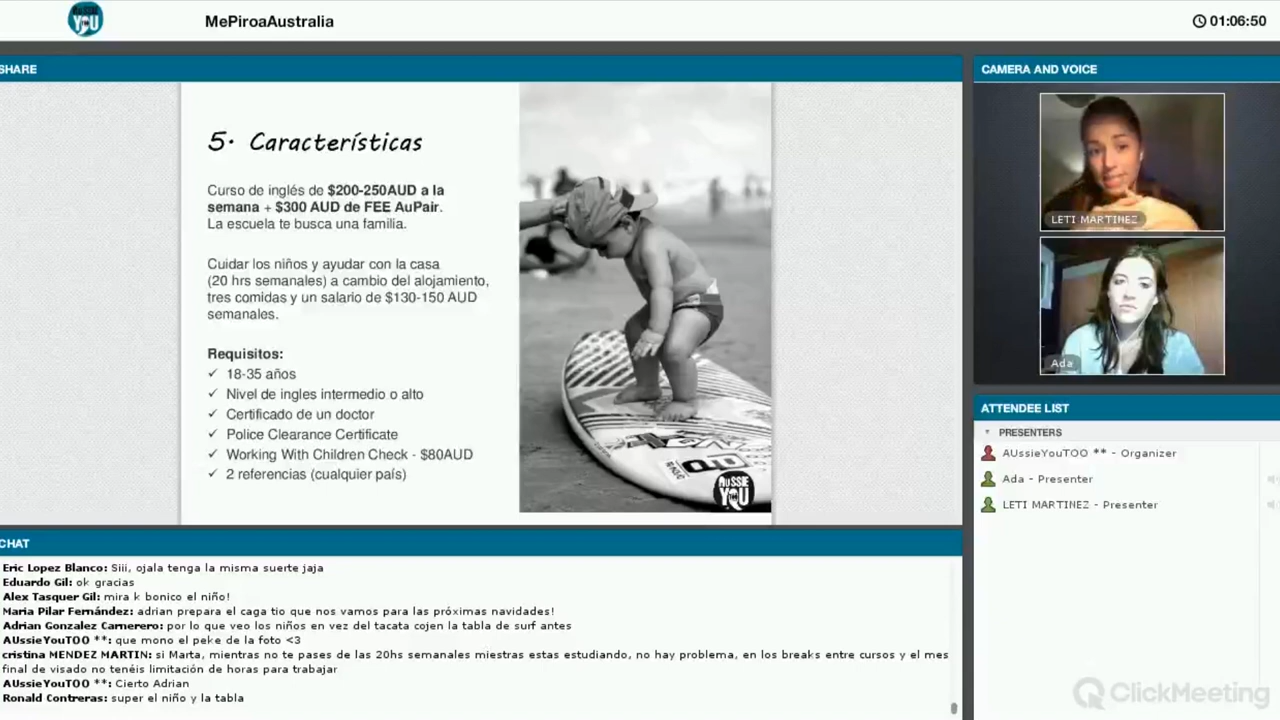 AUSSIE
YOU
MePiroaAustralia
01:06:50
SHARE
5. Características
Curso de inglés de $200-250AUD a la
semana + $300 AUD de FEE AuPair.
La escuela te busca una familia.
Cuidar los niños y ayudar con la casa
(20 hrs semanales) a cambio del alojamiento,
tres comidas y un salario de $130-150 AUD
semanales.
Requisitos:
✓ 18-35 años
✓ Nivel de ingles intermedio o alto
✓ Certificado de un doctor
✓ Police Clearance Certificate
✓ Working With Children Check - $80AUD
✓ 2 referencias (cualquier país)
AUSSIE
YOU
CAMERA AND VOICE
LETI MARTINEZ
Ada
ATTENDEE LIST
PRESENTERS
AUssieYouTOO ** - Organizer
Ada - Presenter
LETI MARTINEZ - Presenter
CHAT
Eric Lopez Blanco: Siii, ojala tenga la misma suerte jaja
Eduardo Gil: ok gracias
Alex Tasquer Gil: mira k bonico el niño!
Maria Pilar Fernández: adrian prepara el caga tio que nos vamos para las próximas navidades!
Adrian Gonzalez Carnerero: por lo que veo los niños en vez del tacata cojen la tabla de surf antes
AUssieYouTOO **: que mono el peke de la foto <3
cristina MENDEZ MARTIN: si Marta, mientras no te pases de las 20hs semanales miestras estas estudiando, no hay problema, en los breaks entre cursos y el mes
final de visado no tenéis limitación de horas para trabajar
AUssieYouTOO **: Cierto Adrian
Ronald Contreras: super el niño y la tabla
ClickMeeting